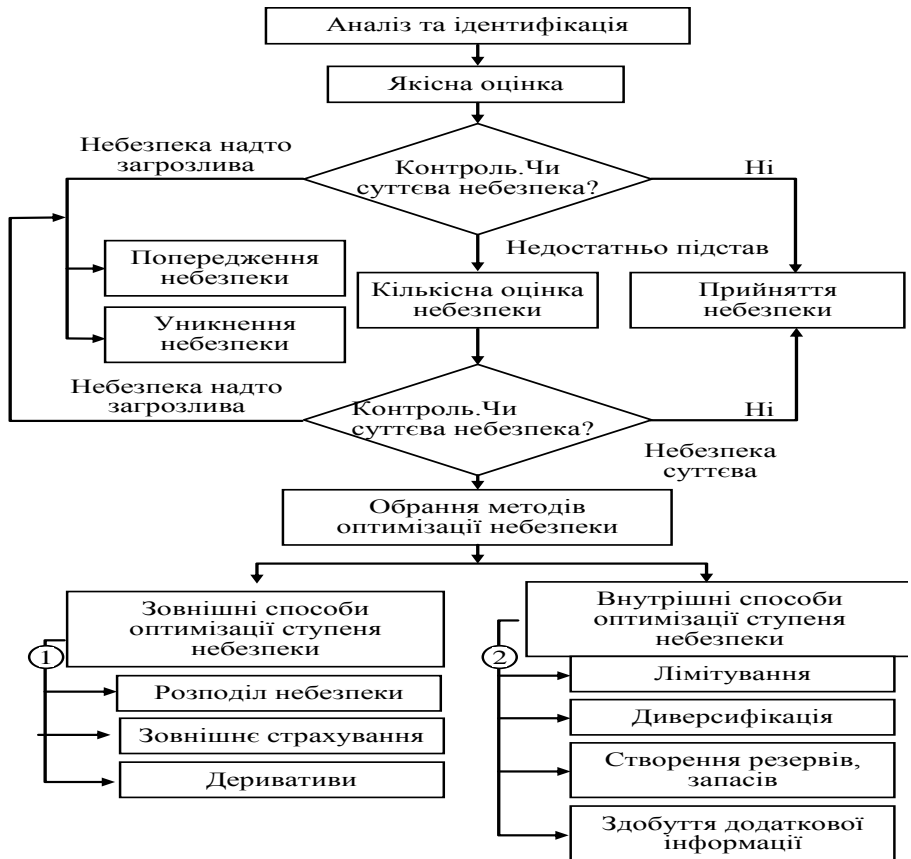 Аналіз та ідентифікація
Якісна оцінка
Небезпека надто
загрозлива
Контроль.Чи
суттєва небезпека?
Ні
Недостатньо підстав
Попередження
небезпеки
Кількісна оцінка
небезпеки
Прийняття
небезпеки
Уникнення
небезпеки
Небезпека надто
загрозлива
Контроль.Чи
суттєва небезпека?
Ні
Небезпека
суттєва
Обрання методів
оптимізації небезпеки
Зовнішні способи
оптимізації ступеня
небезпеки
1
Розподіл небезпеки
Зовнішнє страхування
Деривативи
Внутрішні способи
оптимізації ступеня
небезпеки
2
Лімітування
Диверсифікація
Створення резервів,
запасів
Здобуття додаткової
інформації